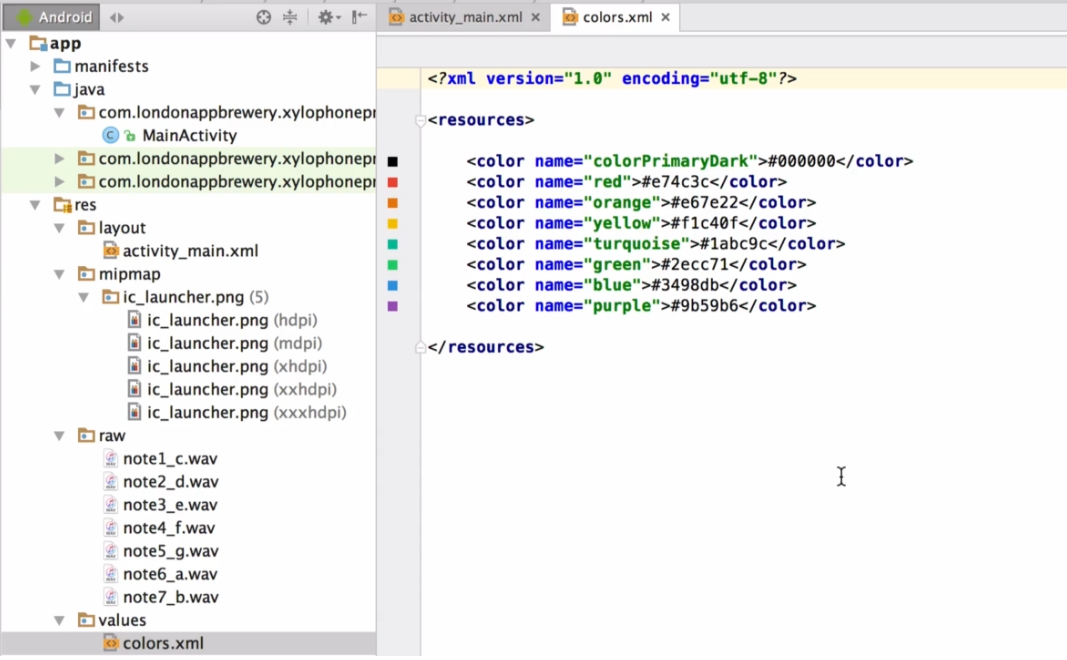 Android
app
manifests
java
com.londonappbrewery.xylophonepr
MainActivity
com.londonappbrewery.xylophonepr
com.londonappbrewery.xylophonepr
res
layout
activity_main.xml
mipmap
ic_launcher.png (5)
ic_launcher.png (hdpi)
ic_launcher.png (mdpi)
ic_launcher.png (xhdpi)
ic_launcher.png (xxhdpi)
ic_launcher.png (xxxhdpi)
raw
note1_c.wav
note2_d.wav
note3_e.wav
note4_f.wav
note5_g.wav
note6_a.wav
note7_b.wav
values
colors.xml
activity_main.xml
colors.xml
<?xml version="1.0" encoding="utf-8"?>
<resources>
<color name="colorPrimaryDark">#000000</color>
<color name="red">#e74c3c</color>
<color name="orange">#e67e22</color>
<color name="yellow">#f1c40f</color>
<color name="turquoise">#1abc9c</color>
<color name="green">#2ecc71</color>
<color name="blue">#3498db</color>
<color name="purple">#9b59b6</color>
</resources>